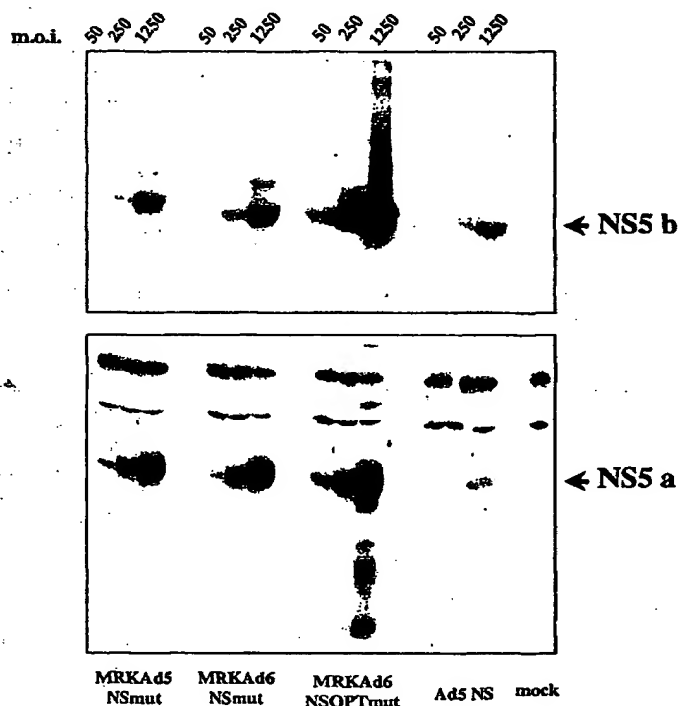 m.o.i. 50 250 1250 50 250 1250 50 250 1250 50 250 1250
NS5 b
NS5 a
MRKAd5 MRKAd6 MRKAd6 Ad5 NS mock
NSmut NSmut NSOPTmut